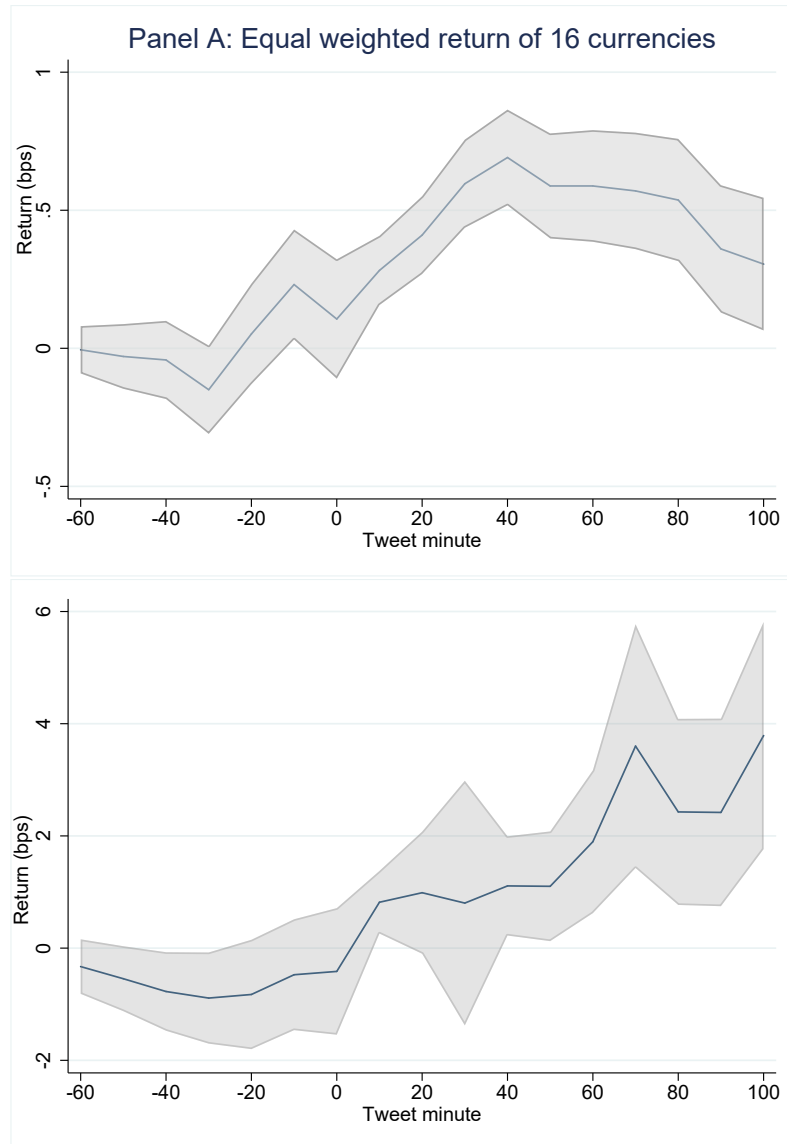 Panel A: Equal weighted return of 16 currencies
Return (bps)
1
.5
0
-.5
-60 -40 -20 0 20 40 60 80 100
Tweet minute
Return (bps)
6
4
2
0
-2
-60 -40 -20 0 20 40 60 80 100
Tweet minute